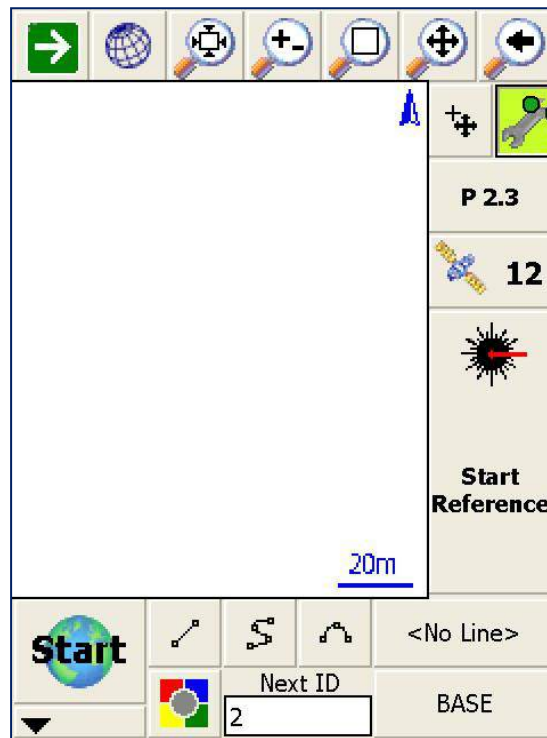 P 2.3
12
Start
Reference
20m
Start
<No Line>
Next ID
2
BASE